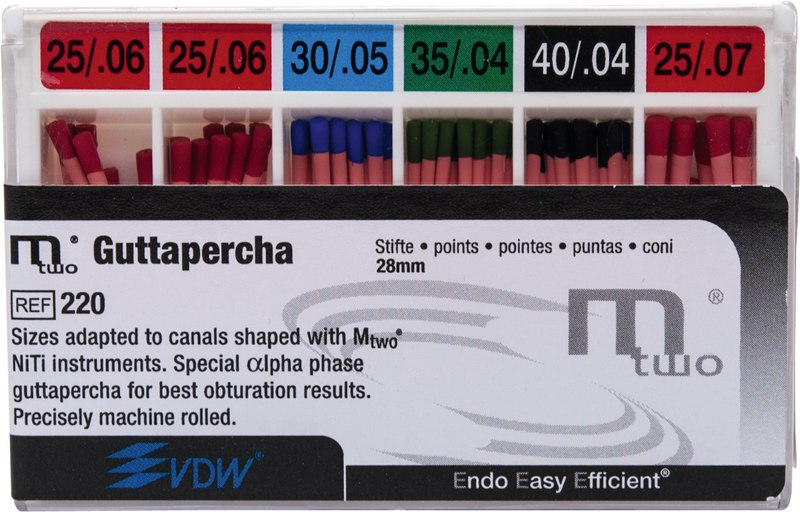 25/.06 25/.06 30/.05 35/.04 40/.04 25/.07
Mtwo® Guttapercha
Stifte • points • pointes • puntas • coni
28mm
REF 220
Sizes adapted to canals shaped with Mtwo®
NiTi instruments. Special αlpha phase
guttapercha for best obturation results.
Precisely machine rolled.
Mtwo®
VDW®
Endo Easy Efficient®